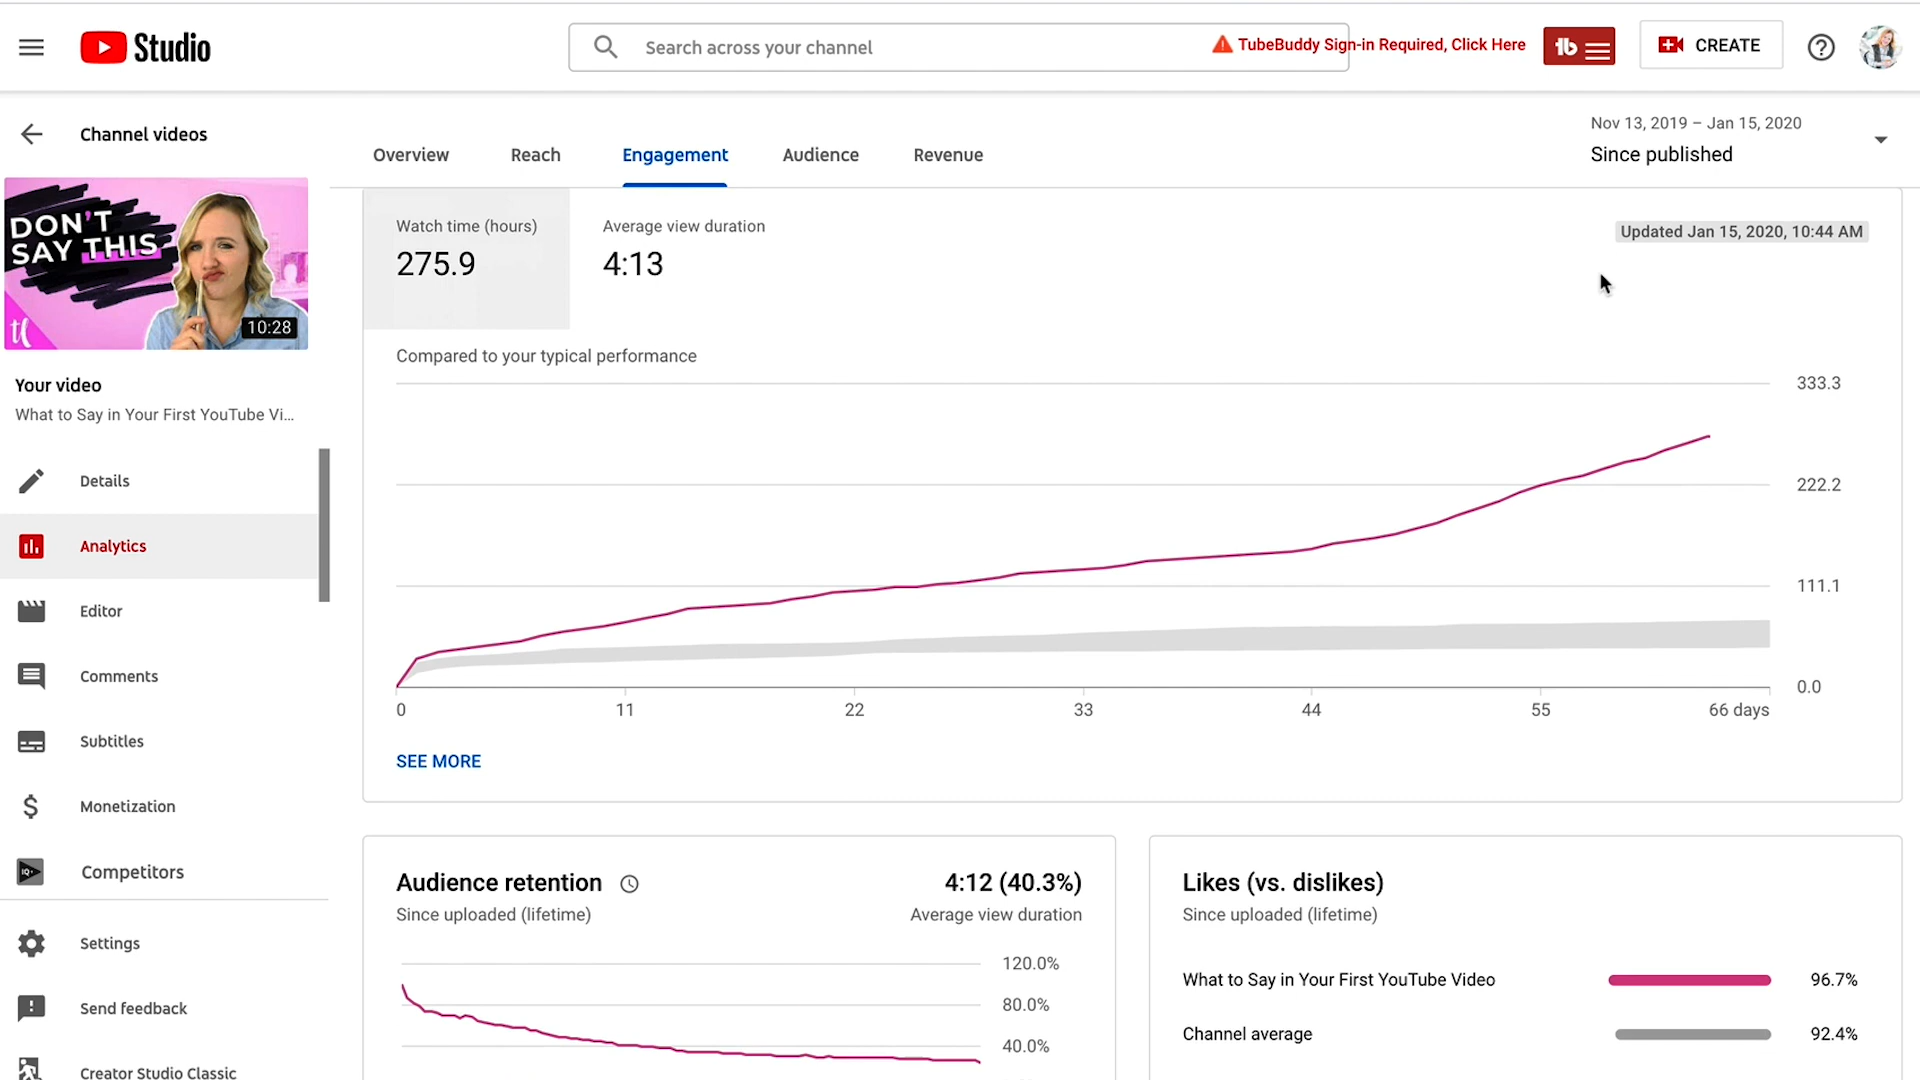 Studio
Search across your channel
TubeBuddy Sign-in Required, Click Here
tb
CREATE
Channel videos
Overview
Reach
Engagement
Audience
Revenue
Nov 13, 2019 – Jan 15, 2020
Since published
DON'T
SAY THIS
tl
10:28
Your video
What to Say in Your First YouTube Vi...
Details
Analytics
Editor
Comments
Subtitles
Monetization
IQ
Competitors
Settings
Send feedback
Creator Studio Classic
Watch time (hours)
275.9
Average view duration
4:13
Updated Jan 15, 2020, 10:44 AM
Compared to your typical performance
333.3
222.2
111.1
0.0
0 11 22 33 44 55 66 days
SEE MORE
Audience retention
4:12 (40.3%)
Since uploaded (lifetime)
Average view duration
120.0%
80.0%
40.0%
Likes (vs. dislikes)
Since uploaded (lifetime)
What to Say in Your First YouTube Video 96.7%
Channel average 92.4%